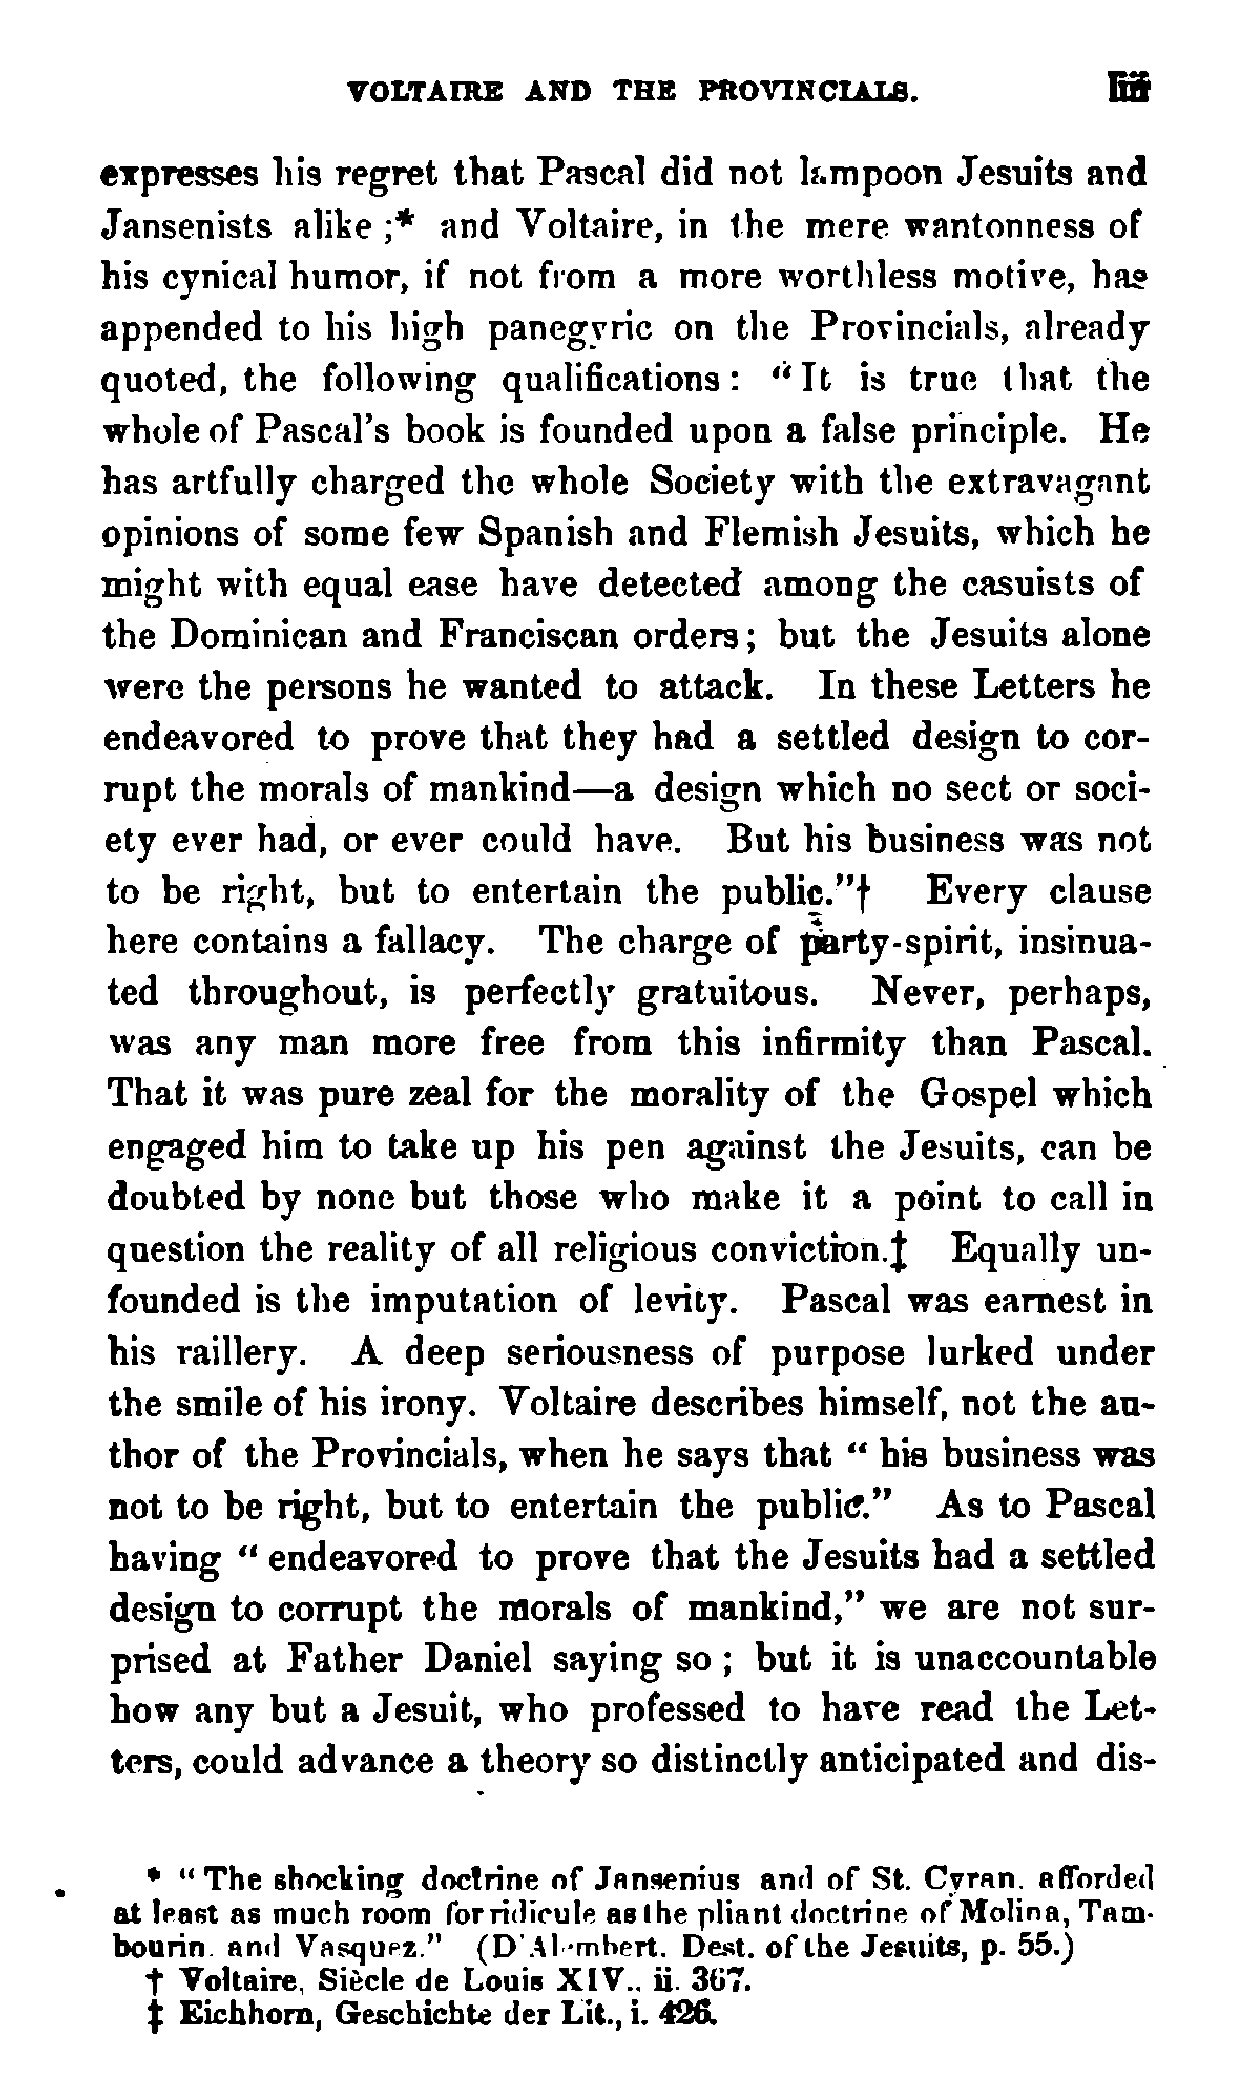 VOLTAIRE AND THE PROVINCIALS. liii
expresses his regret that Pascal did not lampoon Jesuits and
Jansenists alike ;* and Voltaire, in the mere wantonness of
his cynical humor, if not from a more worthless motive, has
appended to his high panegyric on the Provincials, already
quoted, the following qualifications : “ It is true that the
whole of Pascal’s book is founded upon a false principle. He
has artfully charged the whole Society with the extravagant
opinions of some few Spanish and Flemish Jesuits, which he
might with equal ease have detected among the casuists of
the Dominican and Franciscan orders ; but the Jesuits alone
were the persons he wanted to attack. In these Letters he
endeavored to prove that they had a settled design to cor-
rupt the morals of mankind—a design which no sect or soci-
ety ever had, or ever could have. But his business was not
to be right, but to entertain the public.”† Every clause
here contains a fallacy. The charge of party-spirit, insinua-
ted throughout, is perfectly gratuitous. Never, perhaps,
was any man more free from this infirmity than Pascal.
That it was pure zeal for the morality of the Gospel which
engaged him to take up his pen against the Jesuits, can be
doubted by none but those who make it a point to call in
question the reality of all religious conviction.‡ Equally un-
founded is the imputation of levity. Pascal was earnest in
his raillery. A deep seriousness of purpose lurked under
the smile of his irony. Voltaire describes himself, not the au-
thor of the Provincials, when he says that “ his business was
not to be right, but to entertain the public.” As to Pascal
having “ endeavored to prove that the Jesuits had a settled
design to corrupt the morals of mankind,” we are not sur-
prised at Father Daniel saying so ; but it is unaccountable
how any but a Jesuit, who professed to have read the Let-
ters, could advance a theory so distinctly anticipated and dis-
* “ The shocking doctrine of Jansenius and of St. Cyran. afforded
at least as much room for ridicule as the pliant doctrine of Molina, Tam-
bourin. and Vasquez.” (D’Alembert. Dest. of the Jesuits, p. 55.)
† Voltaire, Siècle de Louis XIV., ii. 367.
‡ Eichhorn, Geschichte der Lit., i. 426.